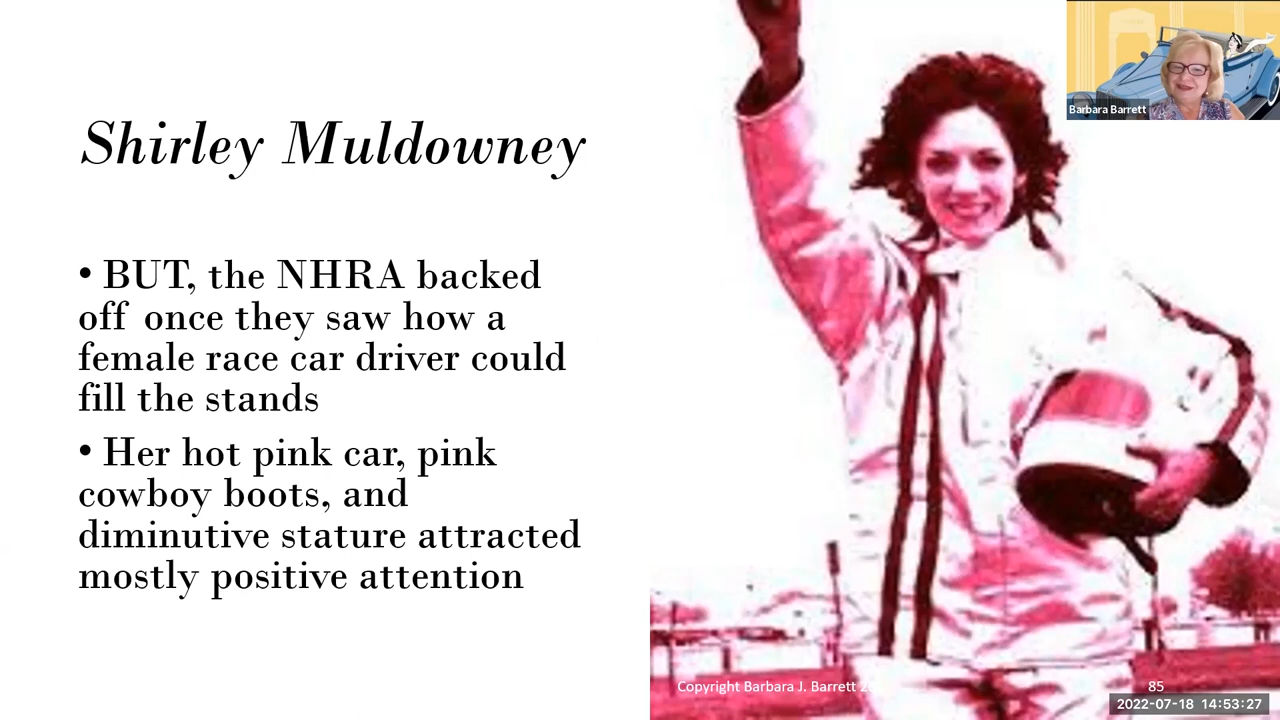 Shirley Muldowney
• BUT, the NHRA backed
off once they saw how a
female race car driver could
fill the stands
• Her hot pink car, pink
cowboy boots, and
diminutive stature attracted
mostly positive attention
Barbara Barrett
Copyright Barbara J. Barrett
85
2022-07-18 14:53:27